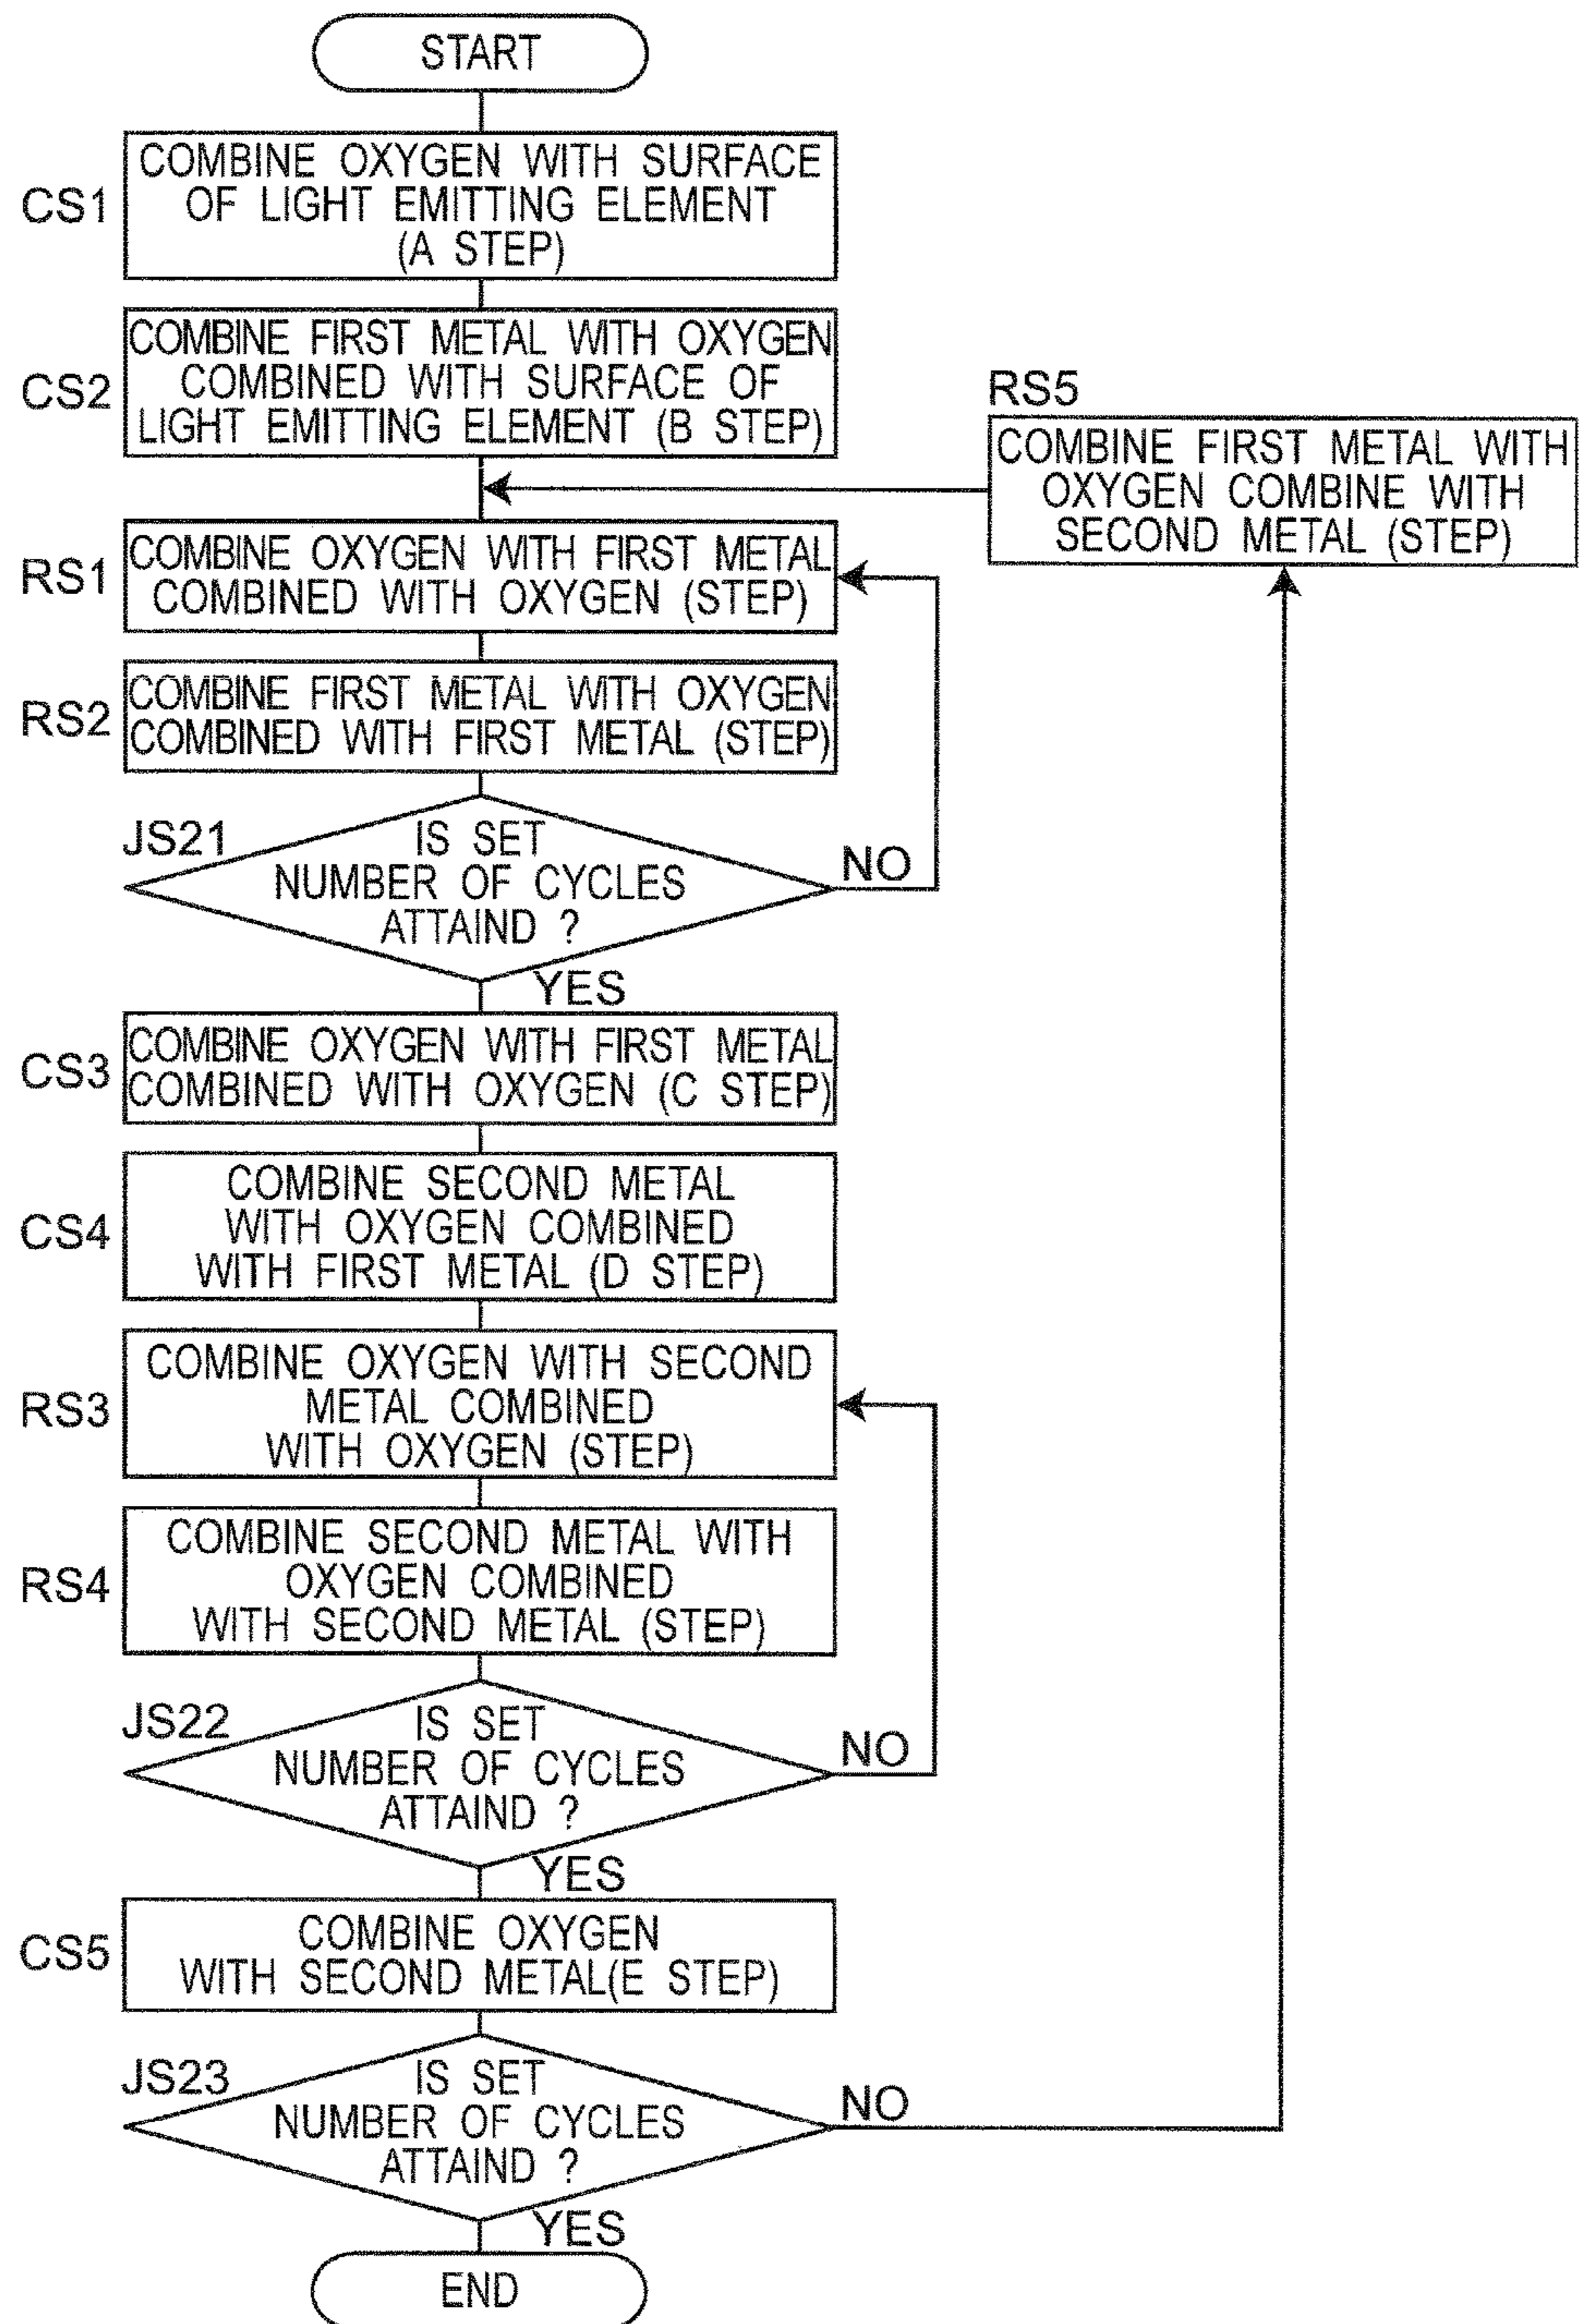 START
CS1
COMBINE OXYGEN WITH SURFACE
OF LIGHT EMITTING ELEMENT
(A STEP)
CS2
COMBINE FIRST METAL WITH OXYGEN
COMBINED WITH SURFACE OF
LIGHT EMITTING ELEMENT (B STEP)
RS5
COMBINE FIRST METAL WITH
OXYGEN COMBINE WITH
SECOND METAL (STEP)
RS1
COMBINE OXYGEN WITH FIRST METAL
COMBINED WITH OXYGEN (STEP)
RS2
COMBINE FIRST METAL WITH OXYGEN
COMBINED WITH FIRST METAL (STEP)
JS21
IS SET
NUMBER OF CYCLES
ATTAIND ?
NO
YES
CS3
COMBINE OXYGEN WITH FIRST METAL
COMBINED WITH OXYGEN (C STEP)
CS4
COMBINE SECOND METAL
WITH OXYGEN COMBINED
WITH FIRST METAL (D STEP)
RS3
COMBINE OXYGEN WITH SECOND
METAL COMBINED
WITH OXYGEN (STEP)
RS4
COMBINE SECOND METAL WITH
OXYGEN COMBINED
WITH SECOND METAL (STEP)
JS22
IS SET
NUMBER OF CYCLES
ATTAIND ?
NO
YES
CS5
COMBINE OXYGEN
WITH SECOND METAL(E STEP)
JS23
IS SET
NUMBER OF CYCLES
ATTAIND ?
NO
YES
END